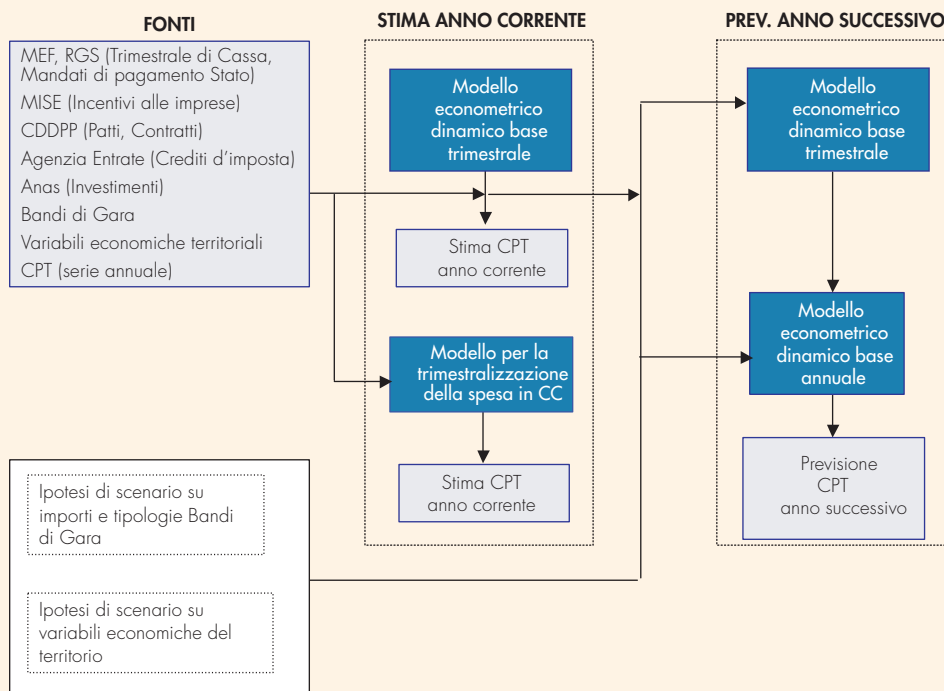 FONTI
MEF, RGS (Trimestrale di Cassa,
Mandati di pagamento Stato)
MISE (Incentivi alle imprese)
CDDPP (Patti, Contratti)
Agenzia Entrate (Crediti d'imposta)
Anas (Investimenti)
Bandi di Gara
Variabili economiche territoriali
CPT (serie annuale)
Ipotesi di scenario su
importi e tipologie Bandi
di Gara
Ipotesi di scenario su
variabili economiche del
territorio
STIMA ANNO CORRENTE
Modello
econometrico
dinamico base
trimestrale
Stima CPT
anno corrente
Modello per la
trimestralizzazione
della spesa in CC
Stima CPT
anno corrente
PREV. ANNO SUCCESSIVO
Modello
econometrico
dinamico base
trimestrale
Modello
econometrico
dinamico base
annuale
Previsione
CPT
anno successivo